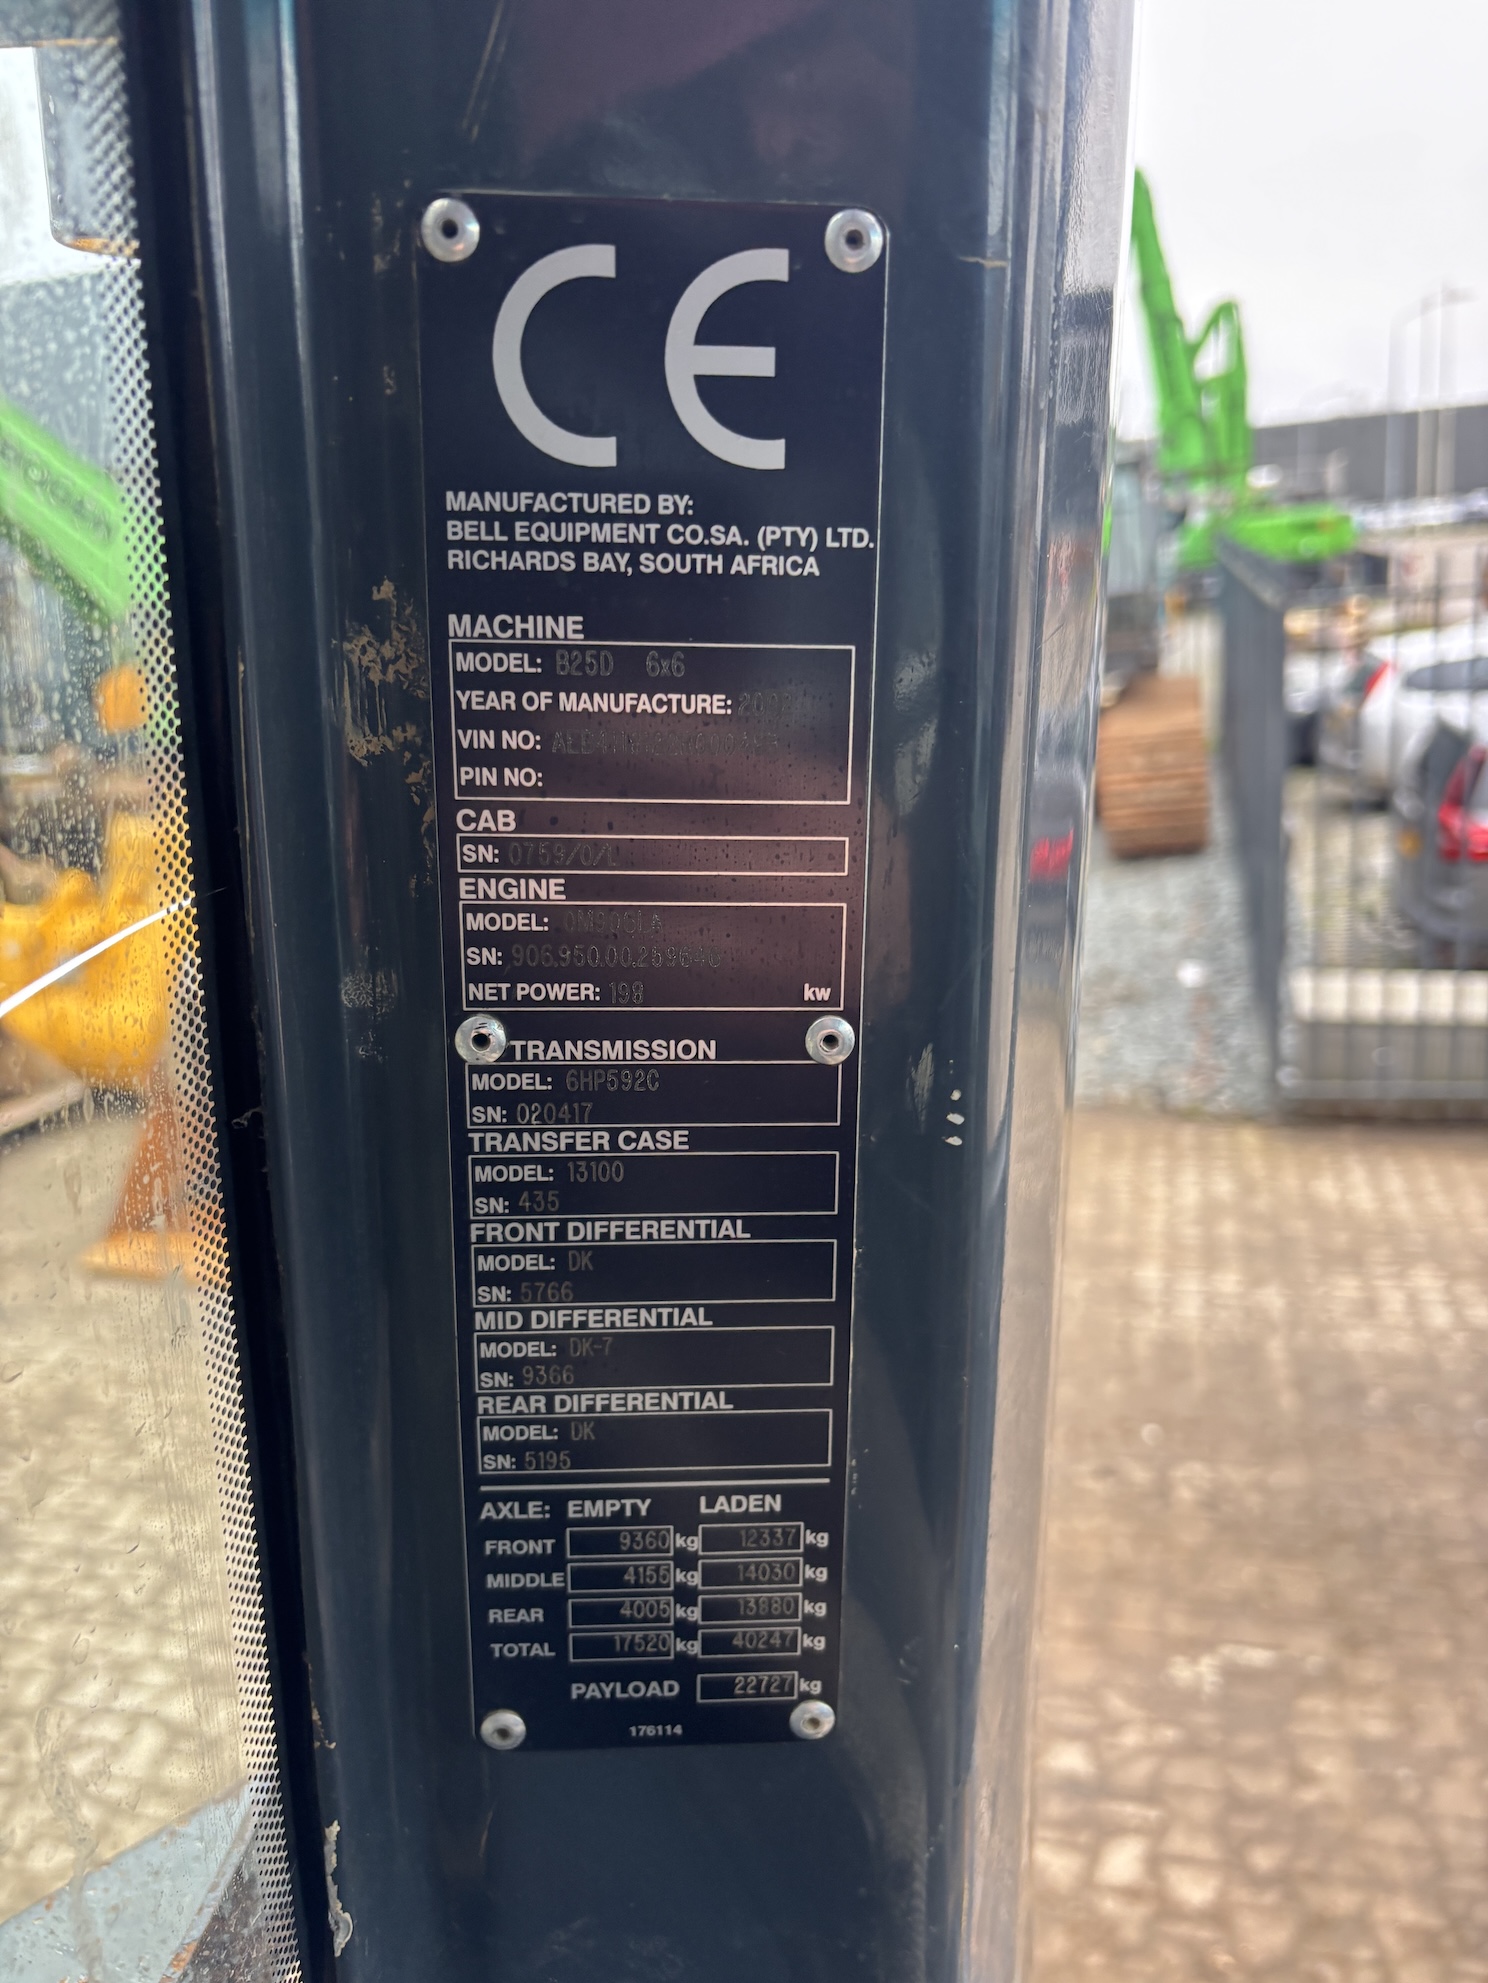 CE
MANUFACTURED BY:
BELL EQUIPMENT CO.SA. (PTY) LTD.
RICHARDS BAY, SOUTH AFRICA
MACHINE
MODEL: B25D 6x6
YEAR OF MANUFACTURE:
VIN NO:
PIN NO:
CAB
SN: 0759/0/L
ENGINE
MODEL: OM906LA
SN: 
NET POWER: 198 kw
TRANSMISSION
MODEL: 6HP592C
SN: 020417
TRANSFER CASE
MODEL: 13100
SN: 435
FRONT DIFFERENTIAL
MODEL: DK
SN: 5766
MID DIFFERENTIAL
MODEL: DK-7
SN: 9366
REAR DIFFERENTIAL
MODEL: DK
SN: 5195
AXLE: EMPTY LADEN
FRONT 9360 kg 12337 kg
MIDDLE 4155 kg 14030 kg
REAR 4005 kg 13880 kg
TOTAL 17520 kg 40247 kg
PAYLOAD 22727 kg
176114